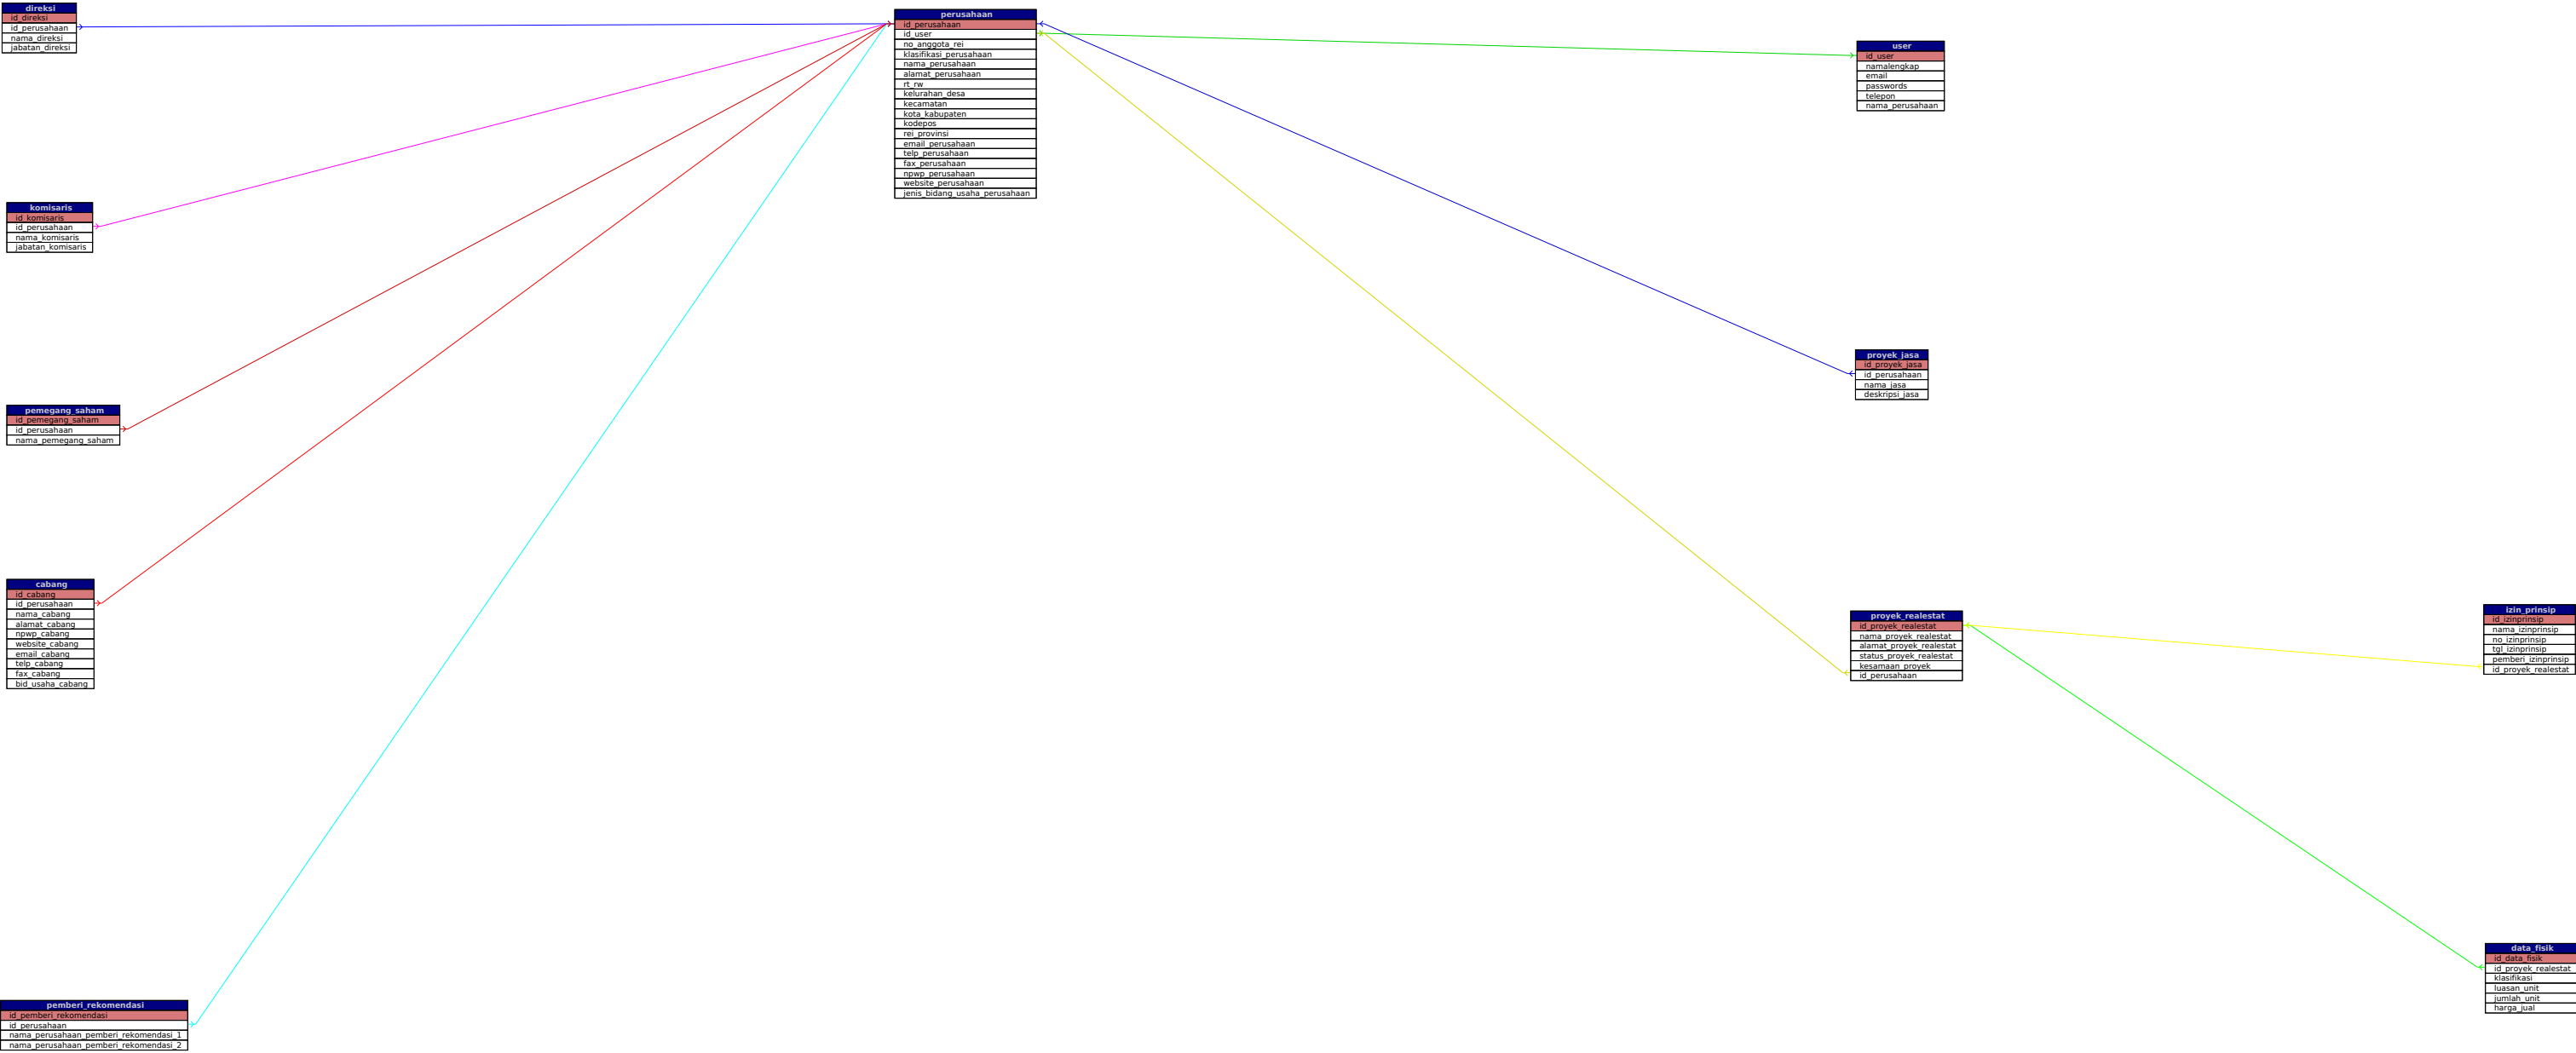 direksi
id_direksi
id_perusahaan
nama_direksi
jabatan_direksi
komisaris
id_komisaris
id_perusahaan
nama_komisaris
jabatan_komisaris
pemegang_saham
id_pemegang_saham
id_perusahaan
nama_pemegang_saham
cabang
id_cabang
id_perusahaan
nama_cabang
alamat_cabang
npwp_cabang
website_cabang
email_cabang
telp_cabang
fax_cabang
bid_usaha_cabang
pemberi_rekomendasi
id_pemberi_rekomendasi
id_perusahaan
nama_perusahaan_pemberi_rekomendasi_1
nama_perusahaan_pemberi_rekomendasi_2
perusahaan
id_perusahaan
id_user
no_anggota_rei
klasifikasi_perusahaan
nama_perusahaan
alamat_perusahaan
rt_rw
kelurahan_desa
kecamatan
kota_kabupaten
kodepos
rei_provinsi
email_perusahaan
telp_perusahaan
fax_perusahaan
npwp_perusahaan
website_perusahaan
jenis_bidang_usaha_perusahaan
user
id_user
namalengkap
email
passwords
telepon
nama_perusahaan
proyek_jasa
id_proyek_jasa
id_perusahaan
nama_jasa
deskripsi_jasa
proyek_realestat
id_proyek_realestat
nama_proyek_realestat
alamat_proyek_realestat
status_proyek_realestat
kesamaan_proyek
id_perusahaan
izin_prinsip
id_izinprinsip
nama_izinprinsip
no_izinprinsip
tgl_izinprinsip
pemberi_izinprinsip
id_proyek_realestat
data_fisik
id_data_fisik
id_proyek_realestat
klasifikasi
luasan_unit
jumlah_unit
harga_jual